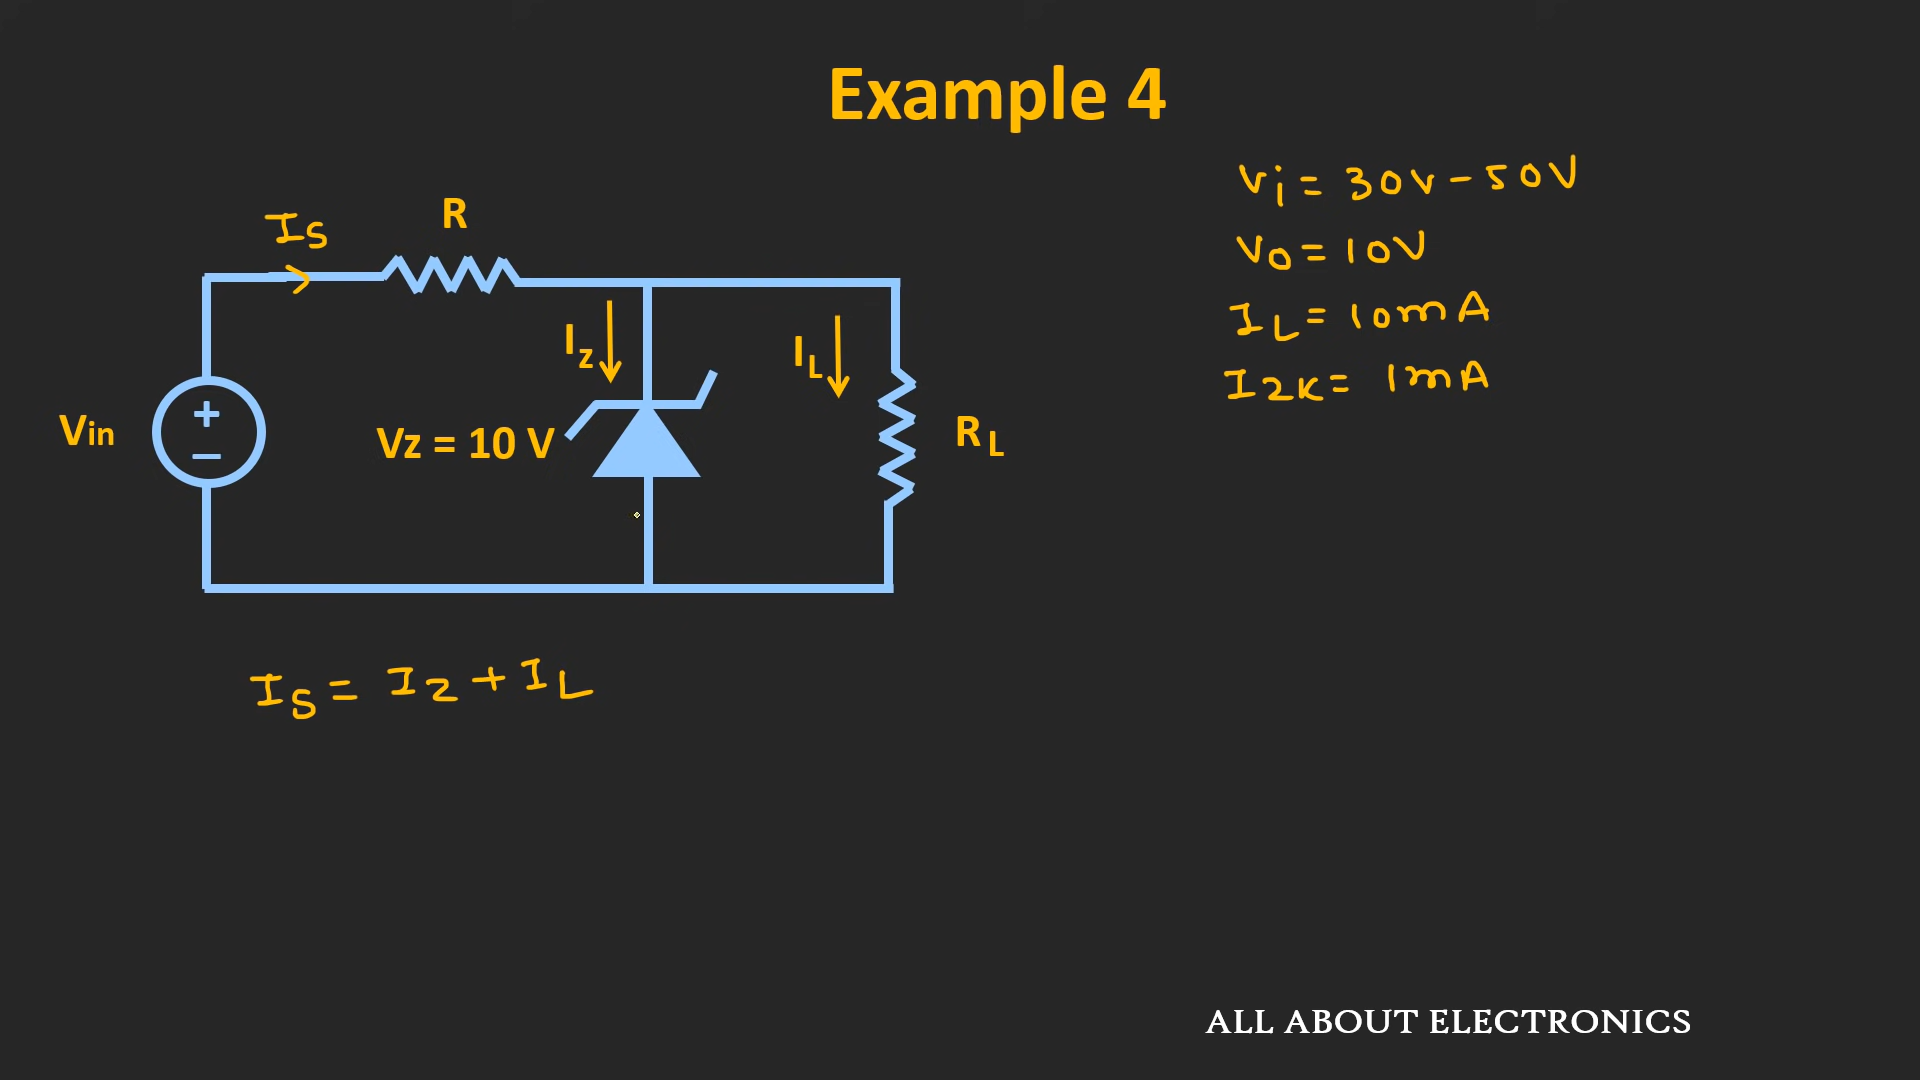 Example 4
Vi = 30V - 50V
Vo = 10V
IL = 10mA
IZK = 1mA
IS
R
Iz
IL
Vin
+
−
Vz = 10 V
RL
IS = IZ + IL
ALL ABOUT ELECTRONICS